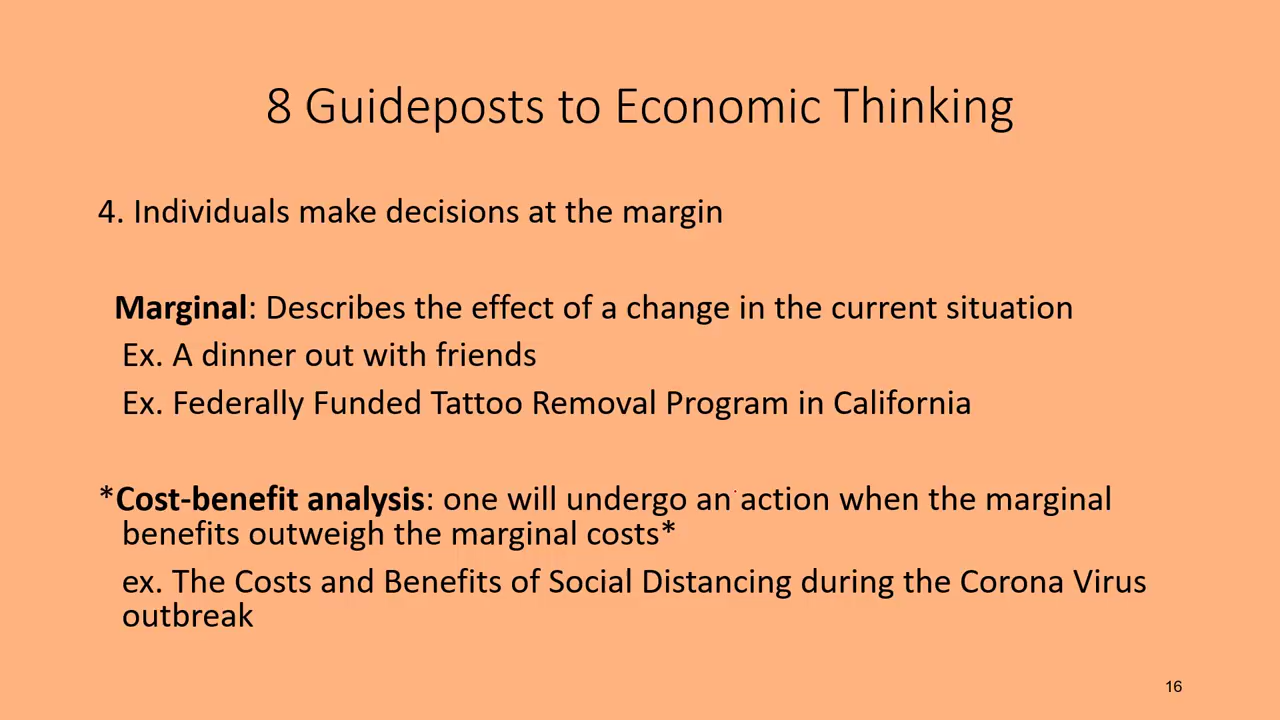 8 Guideposts to Economic Thinking
4. Individuals make decisions at the margin
Marginal: Describes the effect of a change in the current situation
Ex. A dinner out with friends
Ex. Federally Funded Tattoo Removal Program in California
*Cost-benefit analysis: one will undergo an action when the marginal
benefits outweigh the marginal costs*
ex. The Costs and Benefits of Social Distancing during the Corona Virus
outbreak
16